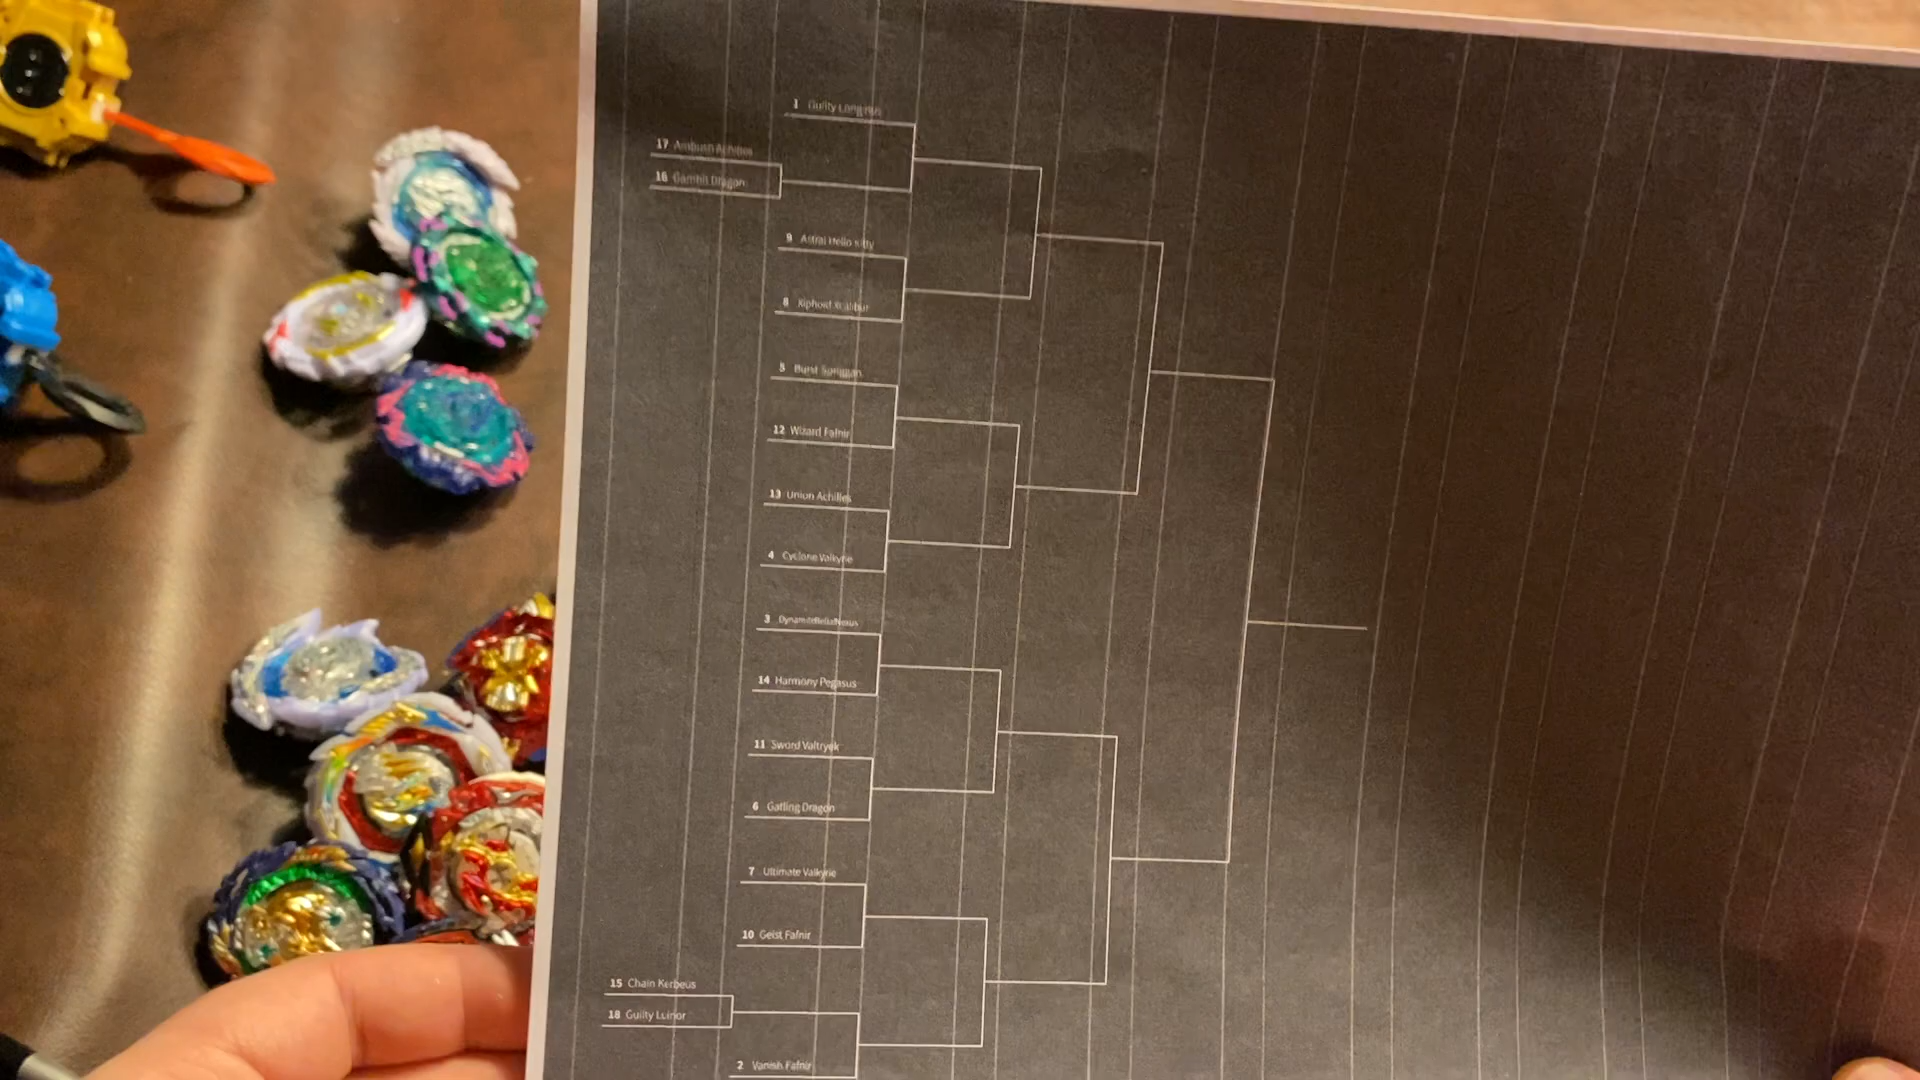 1 Guilty Longinus
17 Ambush Achilles
16 Gambit Dragon
9 Astral Hello Kitty
8 Xiphoid Xcalibur
5 Burst Spriggan
12 Wizard Fafnir
13 Union Achilles
4 Cyclone Valkyrie
3 Dynamite
14 Harmony Pegasus
11 Sword Valtryek
6 Gatling Dragon
7 Ultimate Valkyrie
10 Geist Fafnir
15 Chain Kerbeus
18 Guilty Luinor
2 Vanish Fafnir